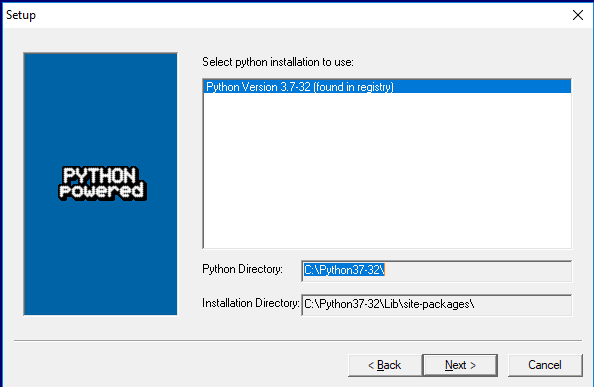 Setup
Select python installation to use:
Python Version 3.7-32 (found in registry)
PYTHON
powered
Python Directory: C:\Python37-32\
Installation Directory: C:\Python37-32\Lib\site-packages\
< Back Next > Cancel